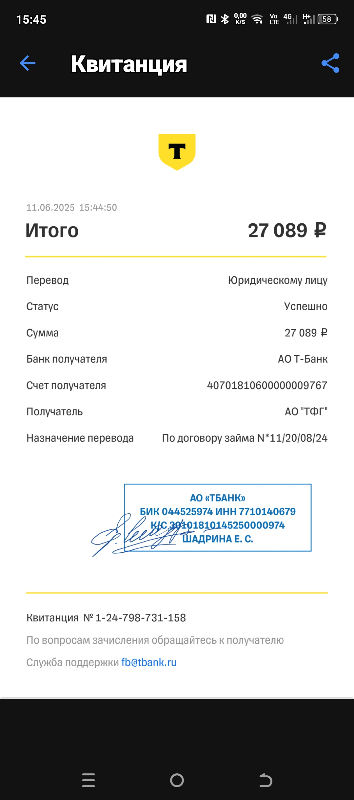 15:45
0,00 К/S
Vo LTE
4G
H+
58
Квитанция
T
11.06.2025 15:44:50
Итого 27 089 ₽
Перевод Юридическому лицу
Статус Успешно
Сумма 27 089 ₽
Банк получателя АО Т-Банк
Счет получателя 40701810600000009767
Получатель АО "ТФГ"
Назначение перевода По договору займа N*11/20/08/24
АО «ТБАНК»
БИК 044525974 ИНН 7710140679
К/С 30101810145250000974
ШАДРИНА Е. С.
Квитанция № 1-24-798-731-158
По вопросам зачисления обращайтесь к получателю
Служба поддержки fb@tbank.ru